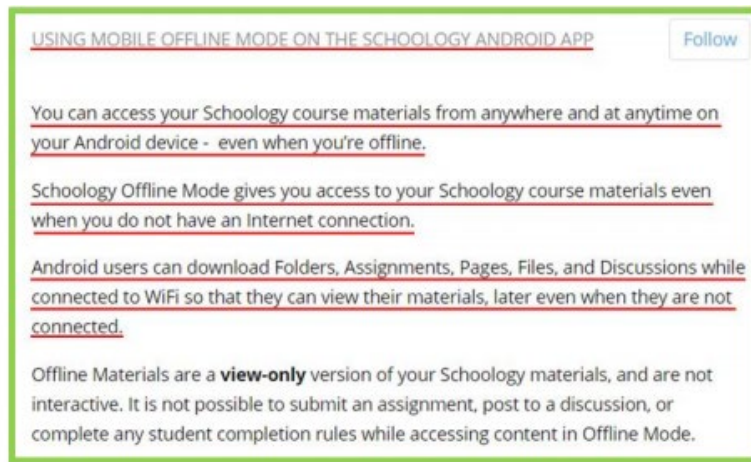 USING MOBILE OFFLINE MODE ON THE SCHOOLOGY ANDROID APP
Follow
You can access your Schoology course materials from anywhere and at anytime on
your Android device -  even when you're offline.
Schoology Offline Mode gives you access to your Schoology course materials even
when you do not have an Internet connection.
Android users can download Folders, Assignments, Pages, Files, and Discussions while
connected to WiFi so that they can view their materials, later even when they are not
connected.
Offline Materials are a view-only version of your Schoology materials, and are not
interactive. It is not possible to submit an assignment, post to a discussion, or
complete any student completion rules while accessing content in Offline Mode.